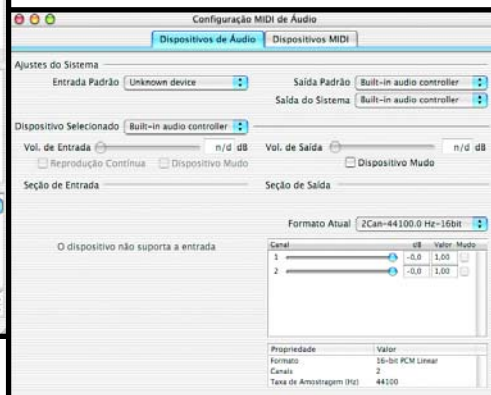 Configuração MIDI de Áudio
Dispositivos de Áudio Dispositivos MIDI
Ajustes do Sistema
Entrada Padrão Unknown device
Saída Padrão Built-in audio controller
Saída do Sistema Built-in audio controller
Dispositivo Selecionado Built-in audio controller
Vol. de Entrada n/d dB
Reprodução Contínua Dispositivo Mudo
Vol. de Saída n/d dB
Dispositivo Mudo
Seção de Entrada
O dispositivo não suporta a entrada
Seção de Saída
Formato Atual 2Can-44100.0 Hz-16bit
Canal dB Valor Mudo
1 -0,0 1,00
2 -0,0 1,00
Propriedade Valor
Formato 16-bit PCM Linear
Canais 2
Taxa de Amostragem (Hz) 44100